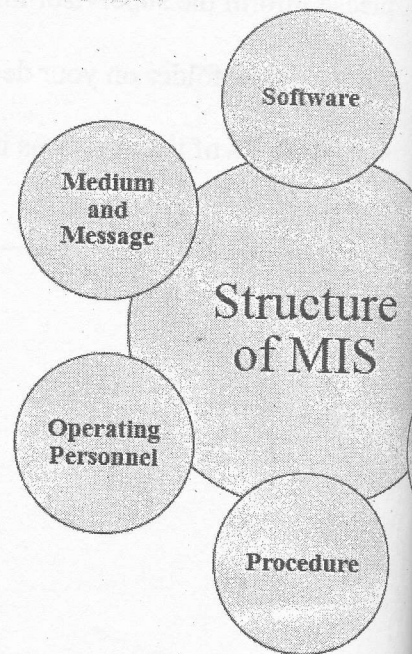 Software
Medium
and
Message
Structure
of MIS
Operating
Personnel
Procedure